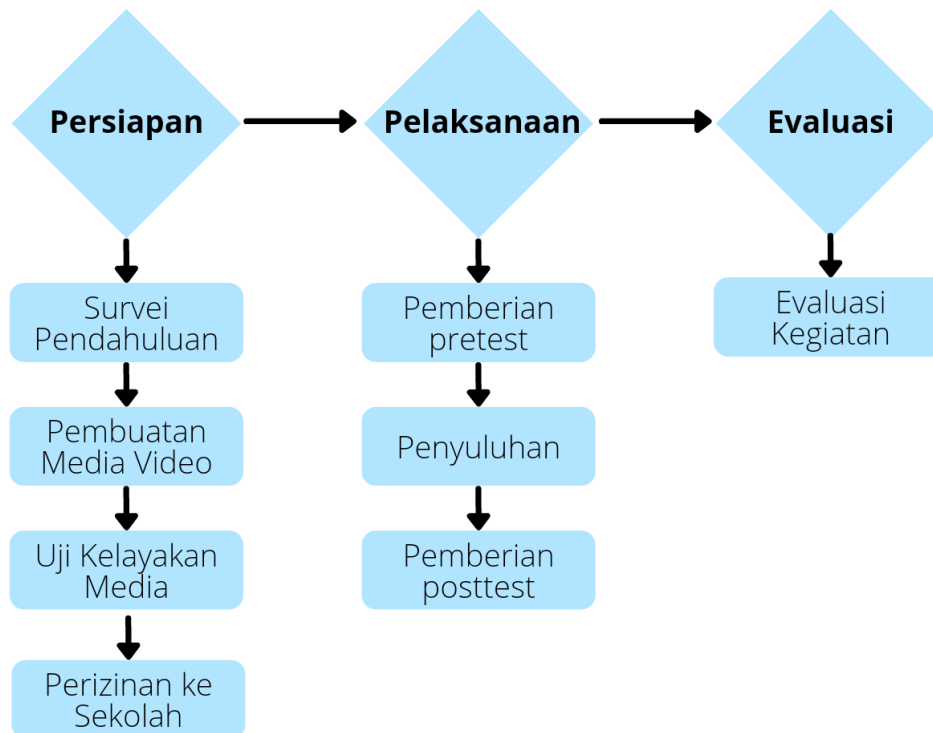 Persiapan
Pelaksanaan
Evaluasi
Survei
Pendahuluan
Pembuatan
Media Video
Uji Kelayakan
Media
Perizinan ke
Sekolah
Pemberian
pretest
Penyuluhan
Pemberian
posttest
Evaluasi
Kegiatan